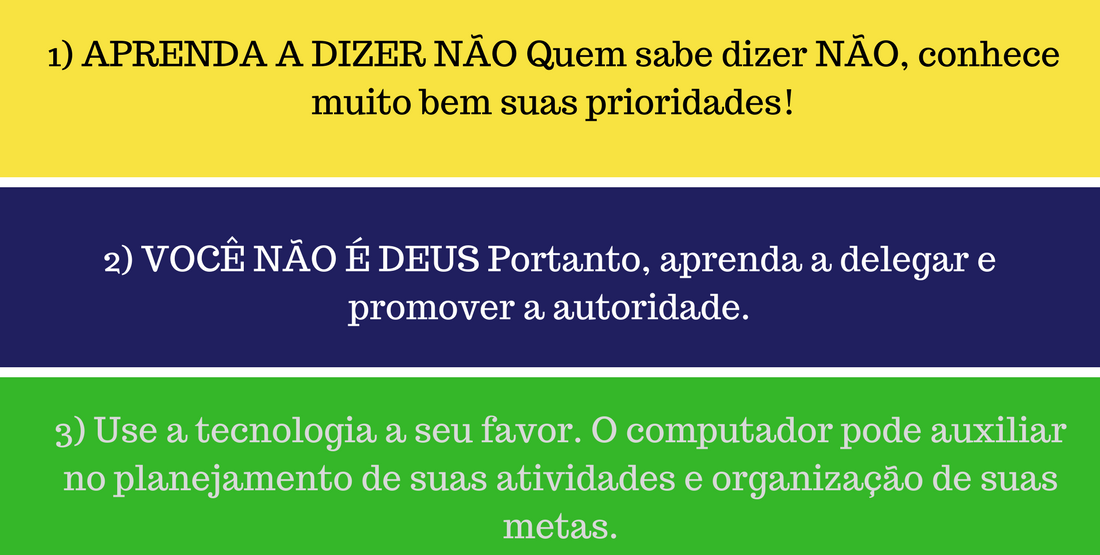 1) APRENDA A DIZER NÃO Quem sabe dizer NÃO, conhece
muito bem suas prioridades!
2) VOCÊ NÃO É DEUS Portanto, aprenda a delegar e
promover a autoridade.
3) Use a tecnologia a seu favor. O computador pode auxiliar
no planejamento de suas atividades e organização de suas
metas.